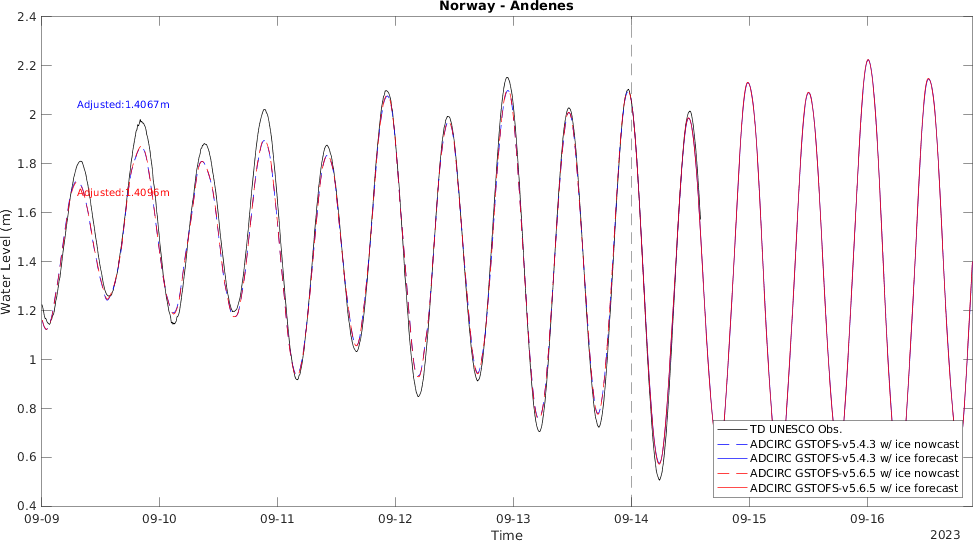 Norway - Andenes
2.4
2.2
2
1.8
1.6
1.4
1.2
1
0.8
0.6
0.4
Water Level (m)
Adjusted:1.4067m
Adjusted:1.4096m
TD UNESCO Obs.
ADCIRC GSTOFS-v5.4.3 w/ ice nowcast
ADCIRC GSTOFS-v5.4.3 w/ ice forecast
ADCIRC GSTOFS-v5.6.5 w/ ice nowcast
ADCIRC GSTOFS-v5.6.5 w/ ice forecast
09-09 09-10 09-11 09-12 09-13 09-14 09-15 09-16
Time
2023